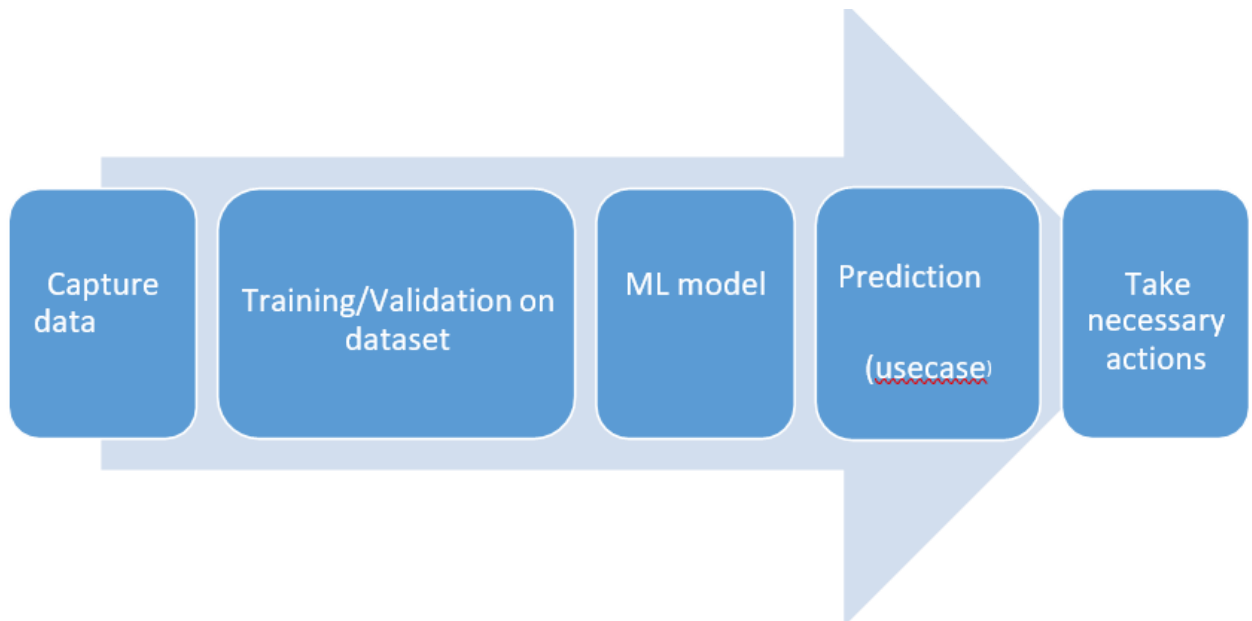 Capture
data
Training/Validation on
dataset
ML model
Prediction
(usecase)
Take
necessary
actions